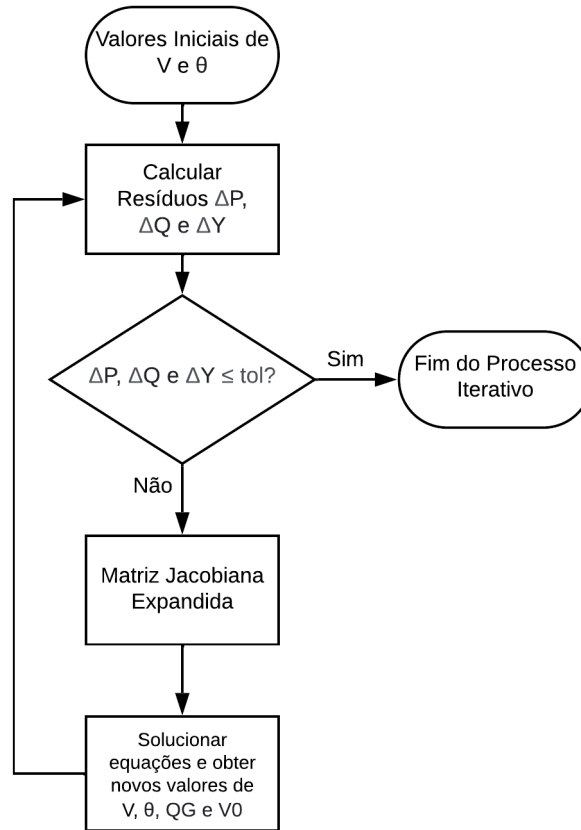 Valores Iniciais de
V e θ
Calcular
Resíduos ΔP,
ΔQ e ΔY
ΔP, ΔQ e ΔY ≤ tol?
Sim
Fim do Processo
Iterativo
Não
Matriz Jacobiana
Expandida
Solucionar
equações e obter
novos valores de
V, θ, QG e V0